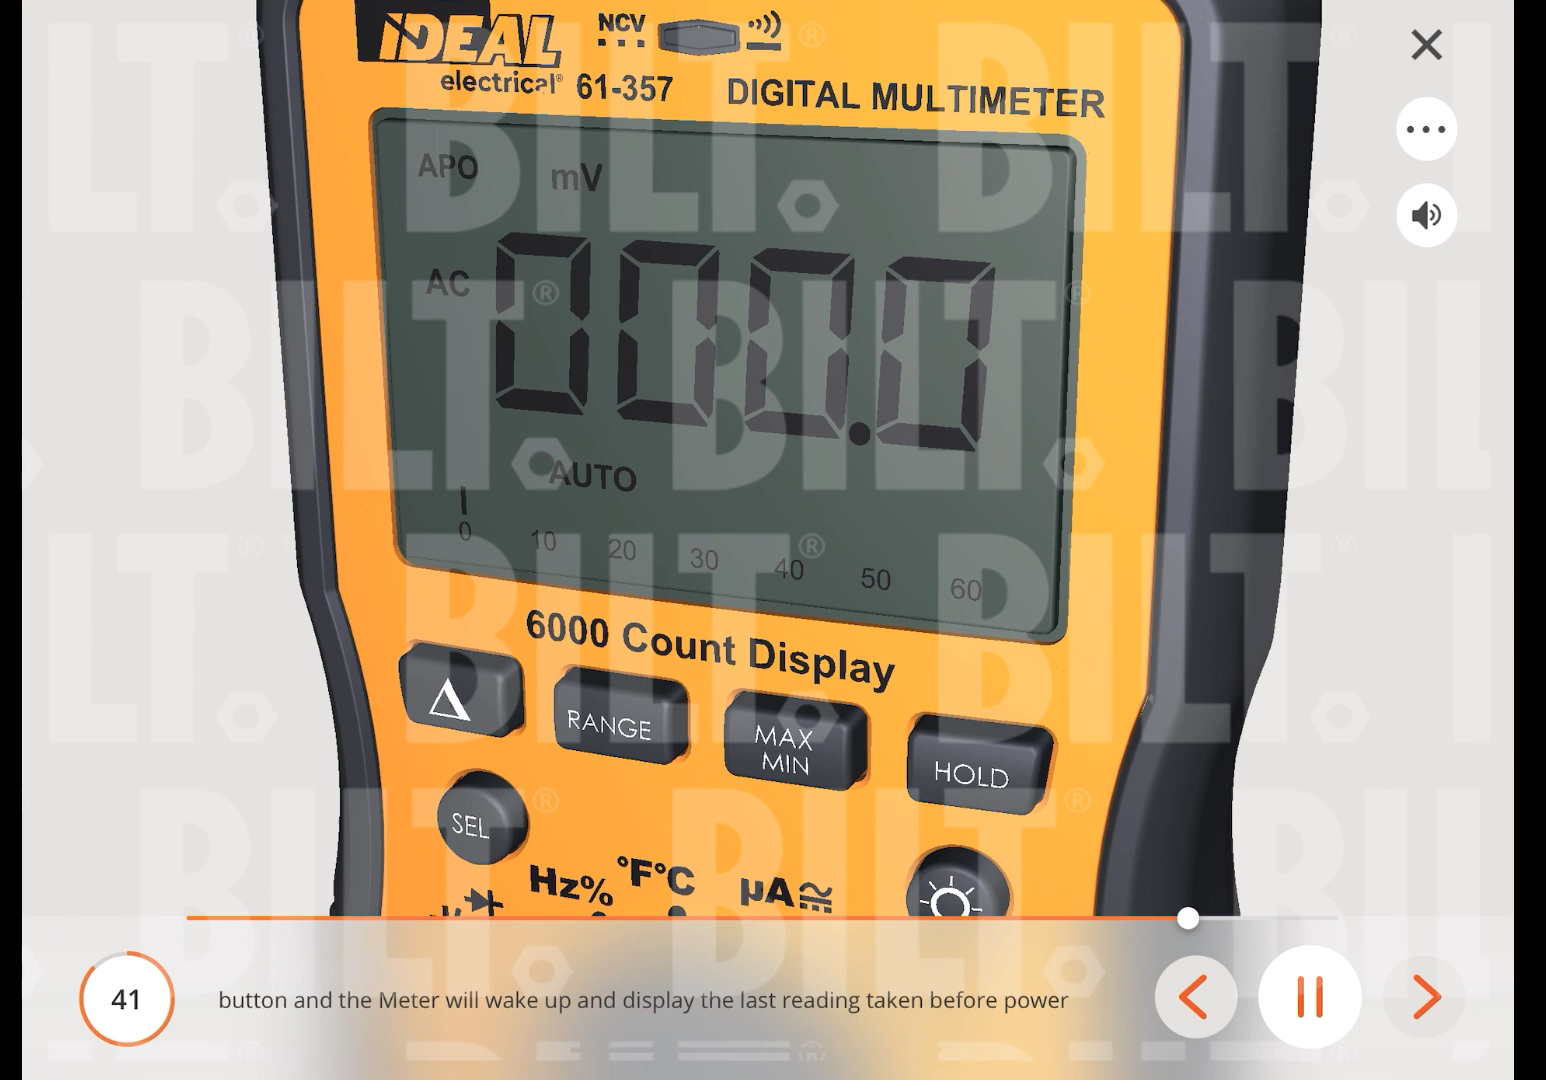 IDEAL
electrical®
NCV
61-357 DIGITAL MULTIMETER
APO mV
AC
000.0
AUTO
0 10 20 30 40 50 60
6000 Count Display
Δ RANGE MAX MIN HOLD
SEL
Hz% °F°C µA
BILT®
41
button and the Meter will wake up and display the last reading taken before power